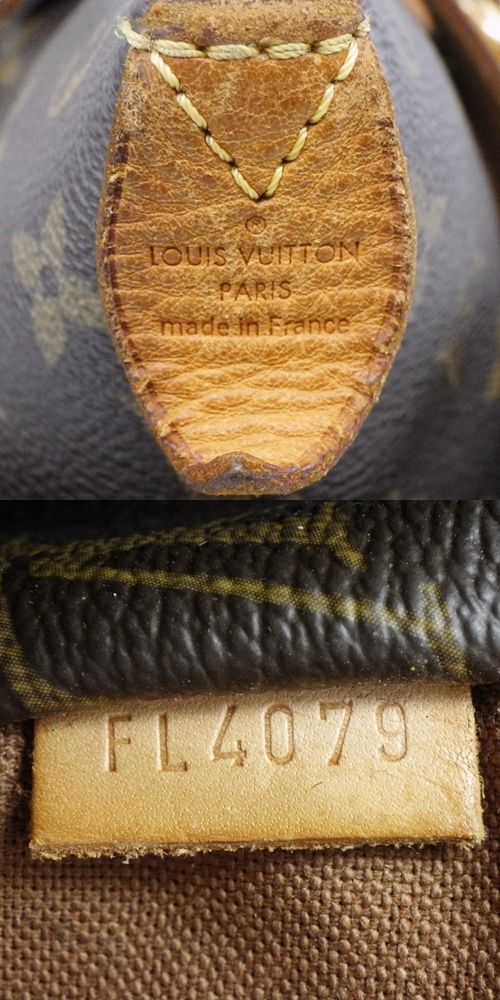 ®
LOUIS VUITTON
PARIS
made in France
FL4079